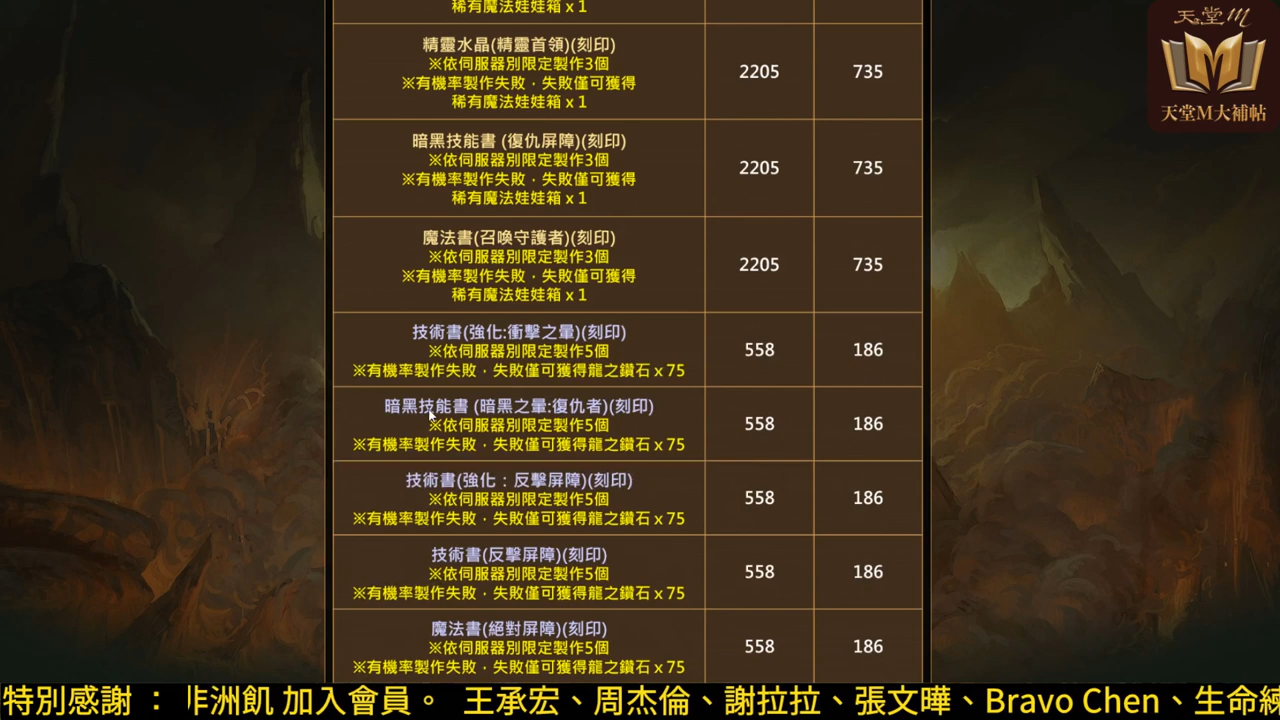 稀有魔法娃娃箱 x 1
天堂M
天堂M大補帖
精靈水晶(精靈首領)(刻印)
※依伺服器別限定製作3個
※有機率製作失敗，失敗僅可獲得
稀有魔法娃娃箱 x 1
2205
735
暗黑技能書 (復仇屏障)(刻印)
※依伺服器別限定製作3個
※有機率製作失敗，失敗僅可獲得
稀有魔法娃娃箱 x 1
2205
735
魔法書(召喚守護者)(刻印)
※依伺服器別限定製作3個
※有機率製作失敗，失敗僅可獲得
稀有魔法娃娃箱 x 1
2205
735
技術書(強化:衝擊之暈)(刻印)
※依伺服器別限定製作5個
※有機率製作失敗，失敗僅可獲得龍之鑽石 x 75
558
186
暗黑技能書 (暗黑之暈:復仇者)(刻印)
※依伺服器別限定製作5個
※有機率製作失敗，失敗僅可獲得龍之鑽石 x 75
558
186
技術書(強化：反擊屏障)(刻印)
※依伺服器別限定製作5個
※有機率製作失敗，失敗僅可獲得龍之鑽石 x 75
558
186
技術書(反擊屏障)(刻印)
※依伺服器別限定製作5個
※有機率製作失敗，失敗僅可獲得龍之鑽石 x 75
558
186
魔法書(絕對屏障)(刻印)
※依伺服器別限定製作5個
※有機率製作失敗，失敗僅可獲得龍之鑽石 x 75
558
186
特別感謝 ： 非洲飢 加入會員。 王承宏、周杰倫、謝拉拉、張文曄、Bravo Chen、生命